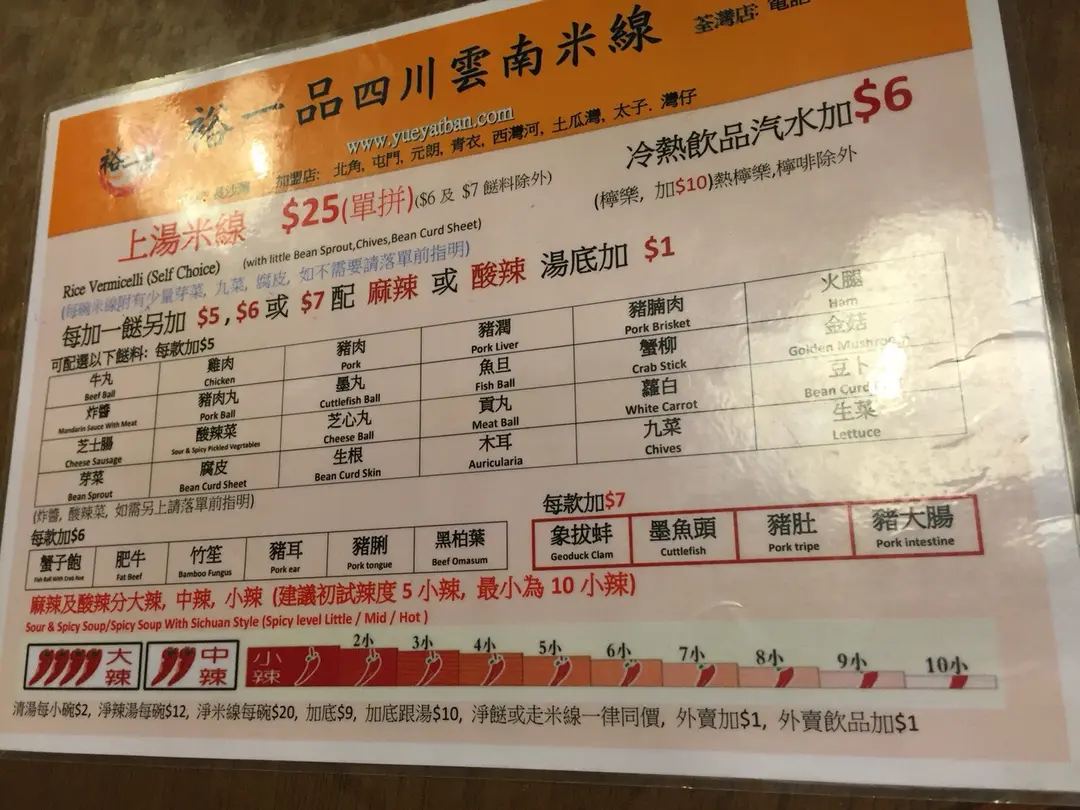 裕一品四川雲南米線
荃灣店: 電話
www.yueyatban.com
裕一品
長沙灣 加盟店: 北角, 屯門, 元朗, 青衣, 西灣河, 土瓜灣, 太子. 灣仔
冷熱飲品汽水加$6
(檸樂, 加$10)熱檸樂,檸啡除外
上湯米線 $25(單拼)($6 及 $7 餸料除外)
Rice Vermicelli (Self Choice) (with little Bean Sprout,Chives,Bean Curd Sheet)
(每碗米線附有少量芽菜, 九菜, 腐皮, 如不需要請落單前指明)
每加一餸另加 $5,$6 或 $7 配 麻辣 或 酸辣 湯底加 $1
可配選以下餸料: 每款加$5
牛丸 雞肉 豬肉 豬潤 豬腩肉 火腿
Beef Ball Chicken Pork Pork Liver Pork Brisket Ham
炸醬 豬肉丸 墨丸 魚旦 蟹柳 金菇
Mandarin Sauce With Meat Pork Ball Cuttlefish Ball Fish Ball Crab Stick Golden
芝士腸 酸辣菜 芝心丸 貢丸 蘿白 豆卜
Cheese Sausage Sour & Spicy Pickled Vegrtables Cheese Ball Meat Ball White Carrot Bean Curd
芽菜 腐皮 生根 木耳 九菜 生菜
Bean Sprout Bean Curd Sheet Bean Curd Skin Auricularia Chives Lettuce
(炸醬, 酸辣菜, 如需另上請落單前指明)
每款加$6
蟹子飽 肥牛 竹笙 豬耳 豬脷 黑柏葉
Fish Ball With Crab Roe Fat Beef Bamboo Fungus Pork ear Pork tongue Beef Omasum
每款加$7
象拔蚌 墨魚頭 豬肚 豬大腸
Geoduck Clam Cuttlefish Pork tripe Pork intestine
麻辣及酸辣分大辣, 中辣, 小辣 (建議初試辣度 5 小辣, 最小為 10 小辣)
Sour & Spicy Soup/Spicy Soup With Sichuan Style (Spicy level Little / Mid / Hot )
大辣 中辣 小辣 2小 3小 4小 5小 6小 7小 8小 9小 10小
清湯每小碗$2, 淨辣湯每碗$12, 淨米線每碗$20, 加底$9, 加底跟湯$10, 淨餸或走米線一律同價, 外賣加$1, 外賣飲品加$1